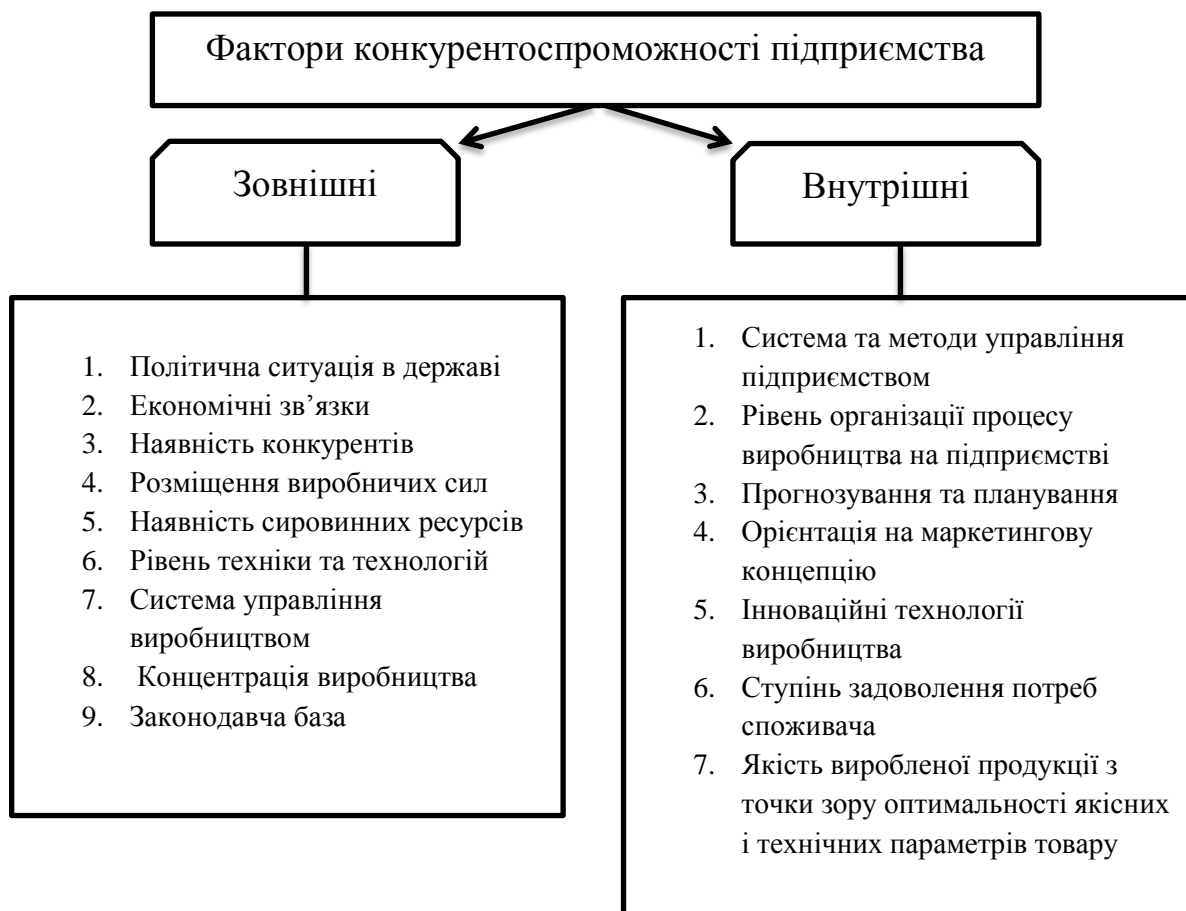 Фактори конкурентоспроможності підприємства
Зовнішні
Внутрішні
1. Політична ситуація в державі
2. Економічні зв’язки
3. Наявність конкурентів
4. Розміщення виробничих сил
5. Наявність сировинних ресурсів
6. Рівень техніки та технологій
7. Система управління
виробництвом
8. Концентрація виробництва
9. Законодавча база
1. Система та методи управління
підприємством
2. Рівень організації процесу
виробництва на підприємстві
3. Прогнозування та планування
4. Орієнтація на маркетингову
концепцію
5. Інноваційні технології
виробництва
6. Ступінь задоволення потреб
споживача
7. Якість виробленої продукції з
точки зору оптимальності якісних
і технічних параметрів товару